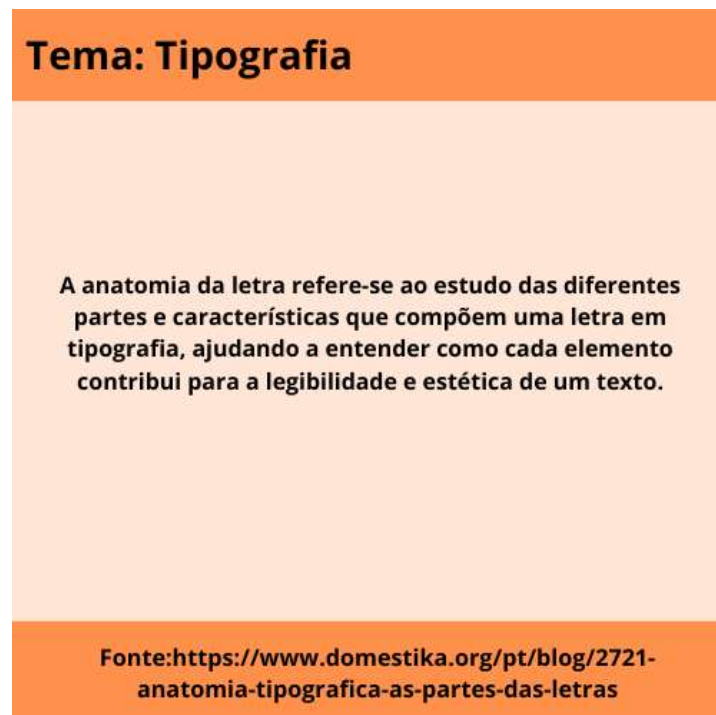 Tema: Tipografia
A anatomia da letra refere-se ao estudo das diferentes
partes e características que compõem uma letra em
tipografia, ajudando a entender como cada elemento
contribui para a legibilidade e estética de um texto.
Fonte:https://www.domestika.org/pt/blog/2721-
anatomia-tipografica-as-partes-das-letras